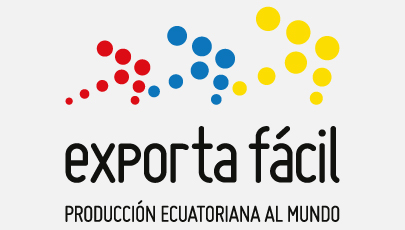 exporta fácil
PRODUCCIÓN ECUATORIANA AL MUNDO